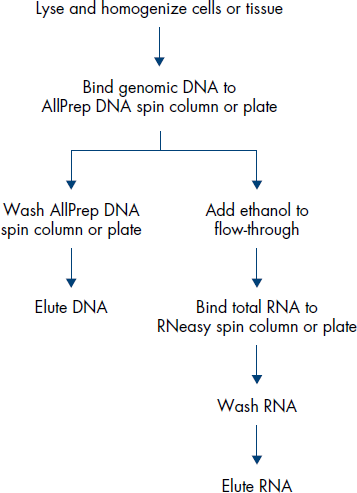 Lyse and homogenize cells or tissue
Bind genomic DNA to
AllPrep DNA spin column or plate
Wash AllPrep DNA
spin column or plate
Elute DNA
Add ethanol to
flow-through
Bind total RNA to
RNeasy spin column or plate
Wash RNA
Elute RNA